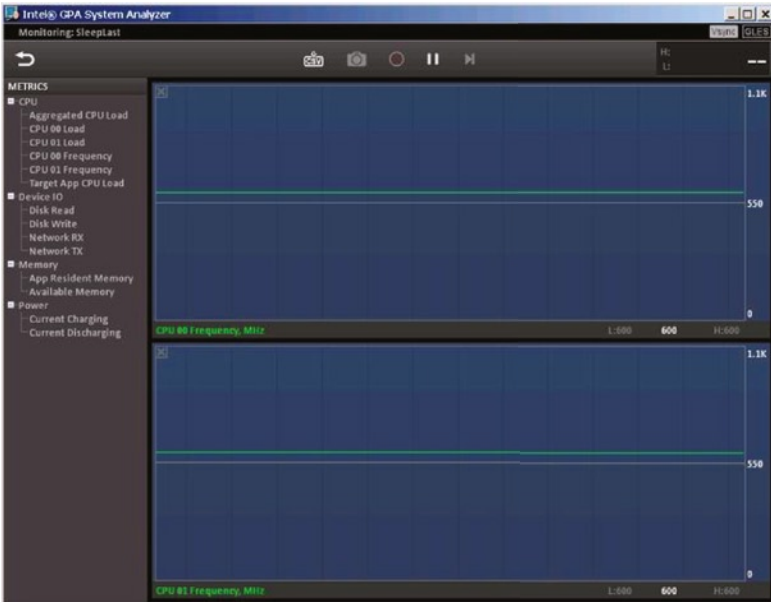 Intel® GPA System Analyzer
Monitoring: SleepLast
Vsync GLES
CSV
H:
L:
--
METRICS
CPU
Aggregated CPU Load
CPU 00 Load
CPU 01 Load
CPU 00 Frequency
CPU 01 Frequency
Target App CPU Load
Device IO
Disk Read
Disk Write
Network RX
Network TX
Memory
App Resident Memory
Available Memory
Power
Current Charging
Current Discharging
1.1K
550
0
CPU 00 Frequency, MHz L:600 600 H:600
1.1K
550
0
CPU 01 Frequency, MHz L:600 600 H:600